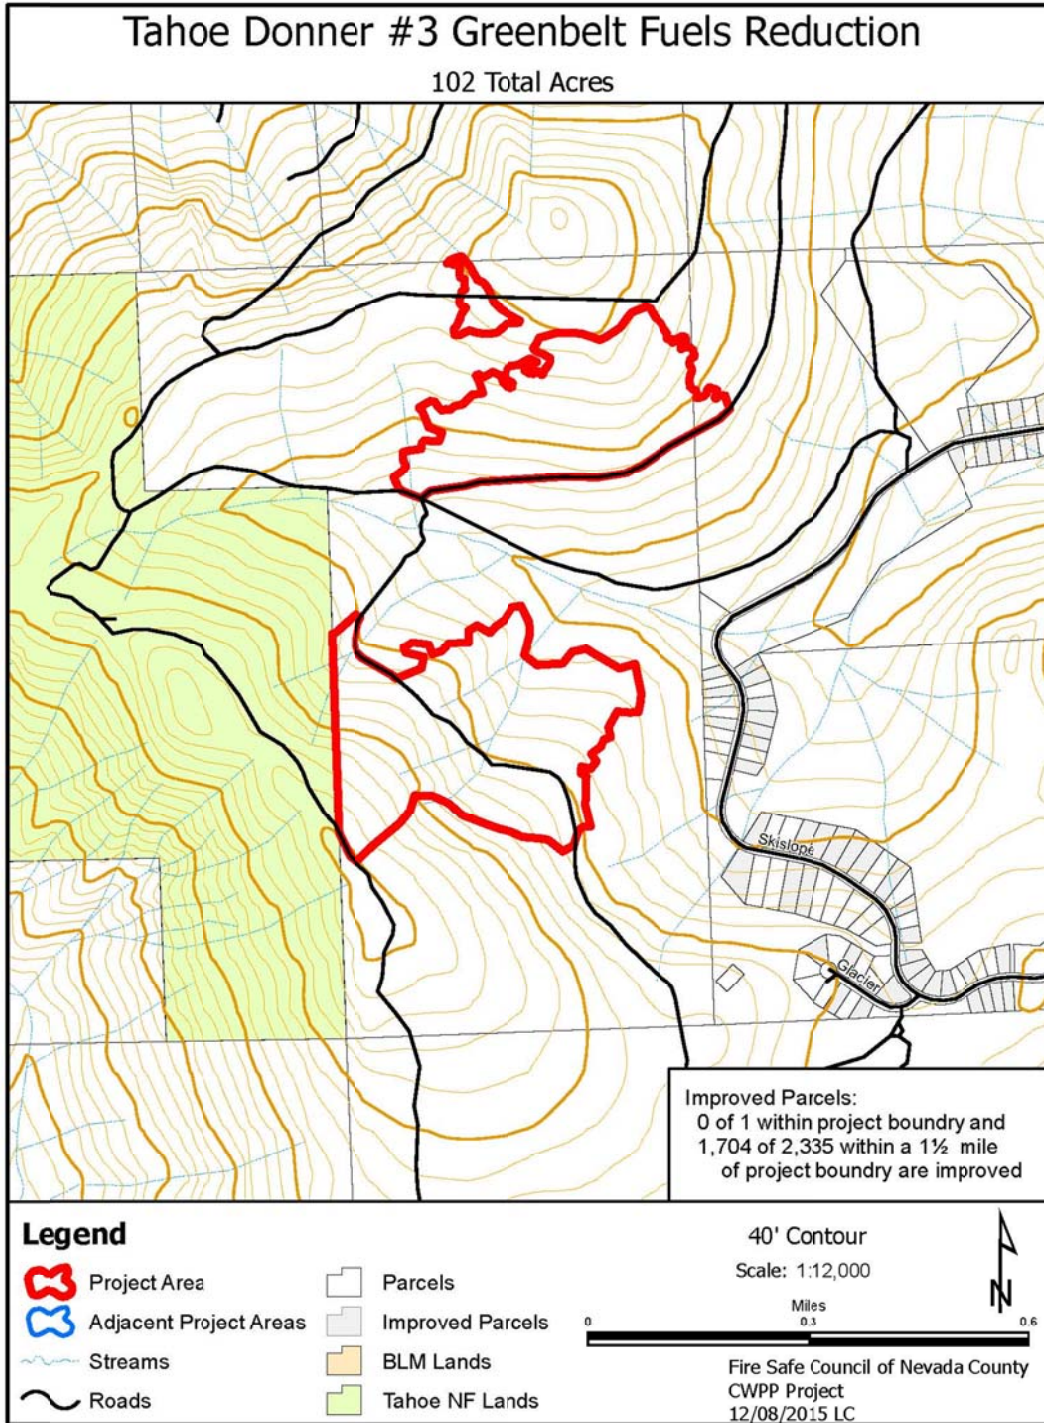 Tahoe Donner #3 Greenbelt Fuels Reduction
102 Total Acres
Skislope
Glacier
Improved Parcels:
0 of 1 within project boundry and
1,704 of 2,335 within a 1½ mile
of project boundry are improved
Legend
Project Area
Adjacent Project Areas
Streams
Roads
Parcels
Improved Parcels
BLM Lands
Tahoe NF Lands
40' Contour
Scale: 1:12,000
N
Miles
0 0.3 0.6
Fire Safe Council of Nevada County
CWPP Project
12/08/2015 LC